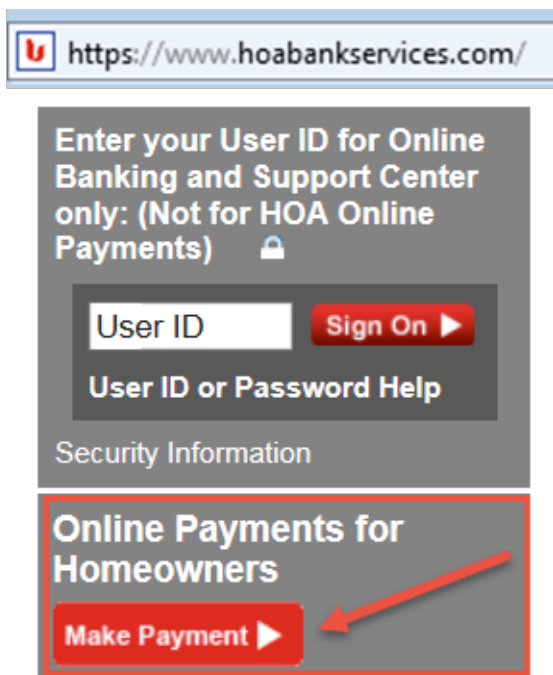 https://www.hoabankservices.com/
Enter your User ID for Online
Banking and Support Center
only: (Not for HOA Online
Payments)
User ID
Sign On
User ID or Password Help
Security Information
Online Payments for
Homeowners
Make Payment